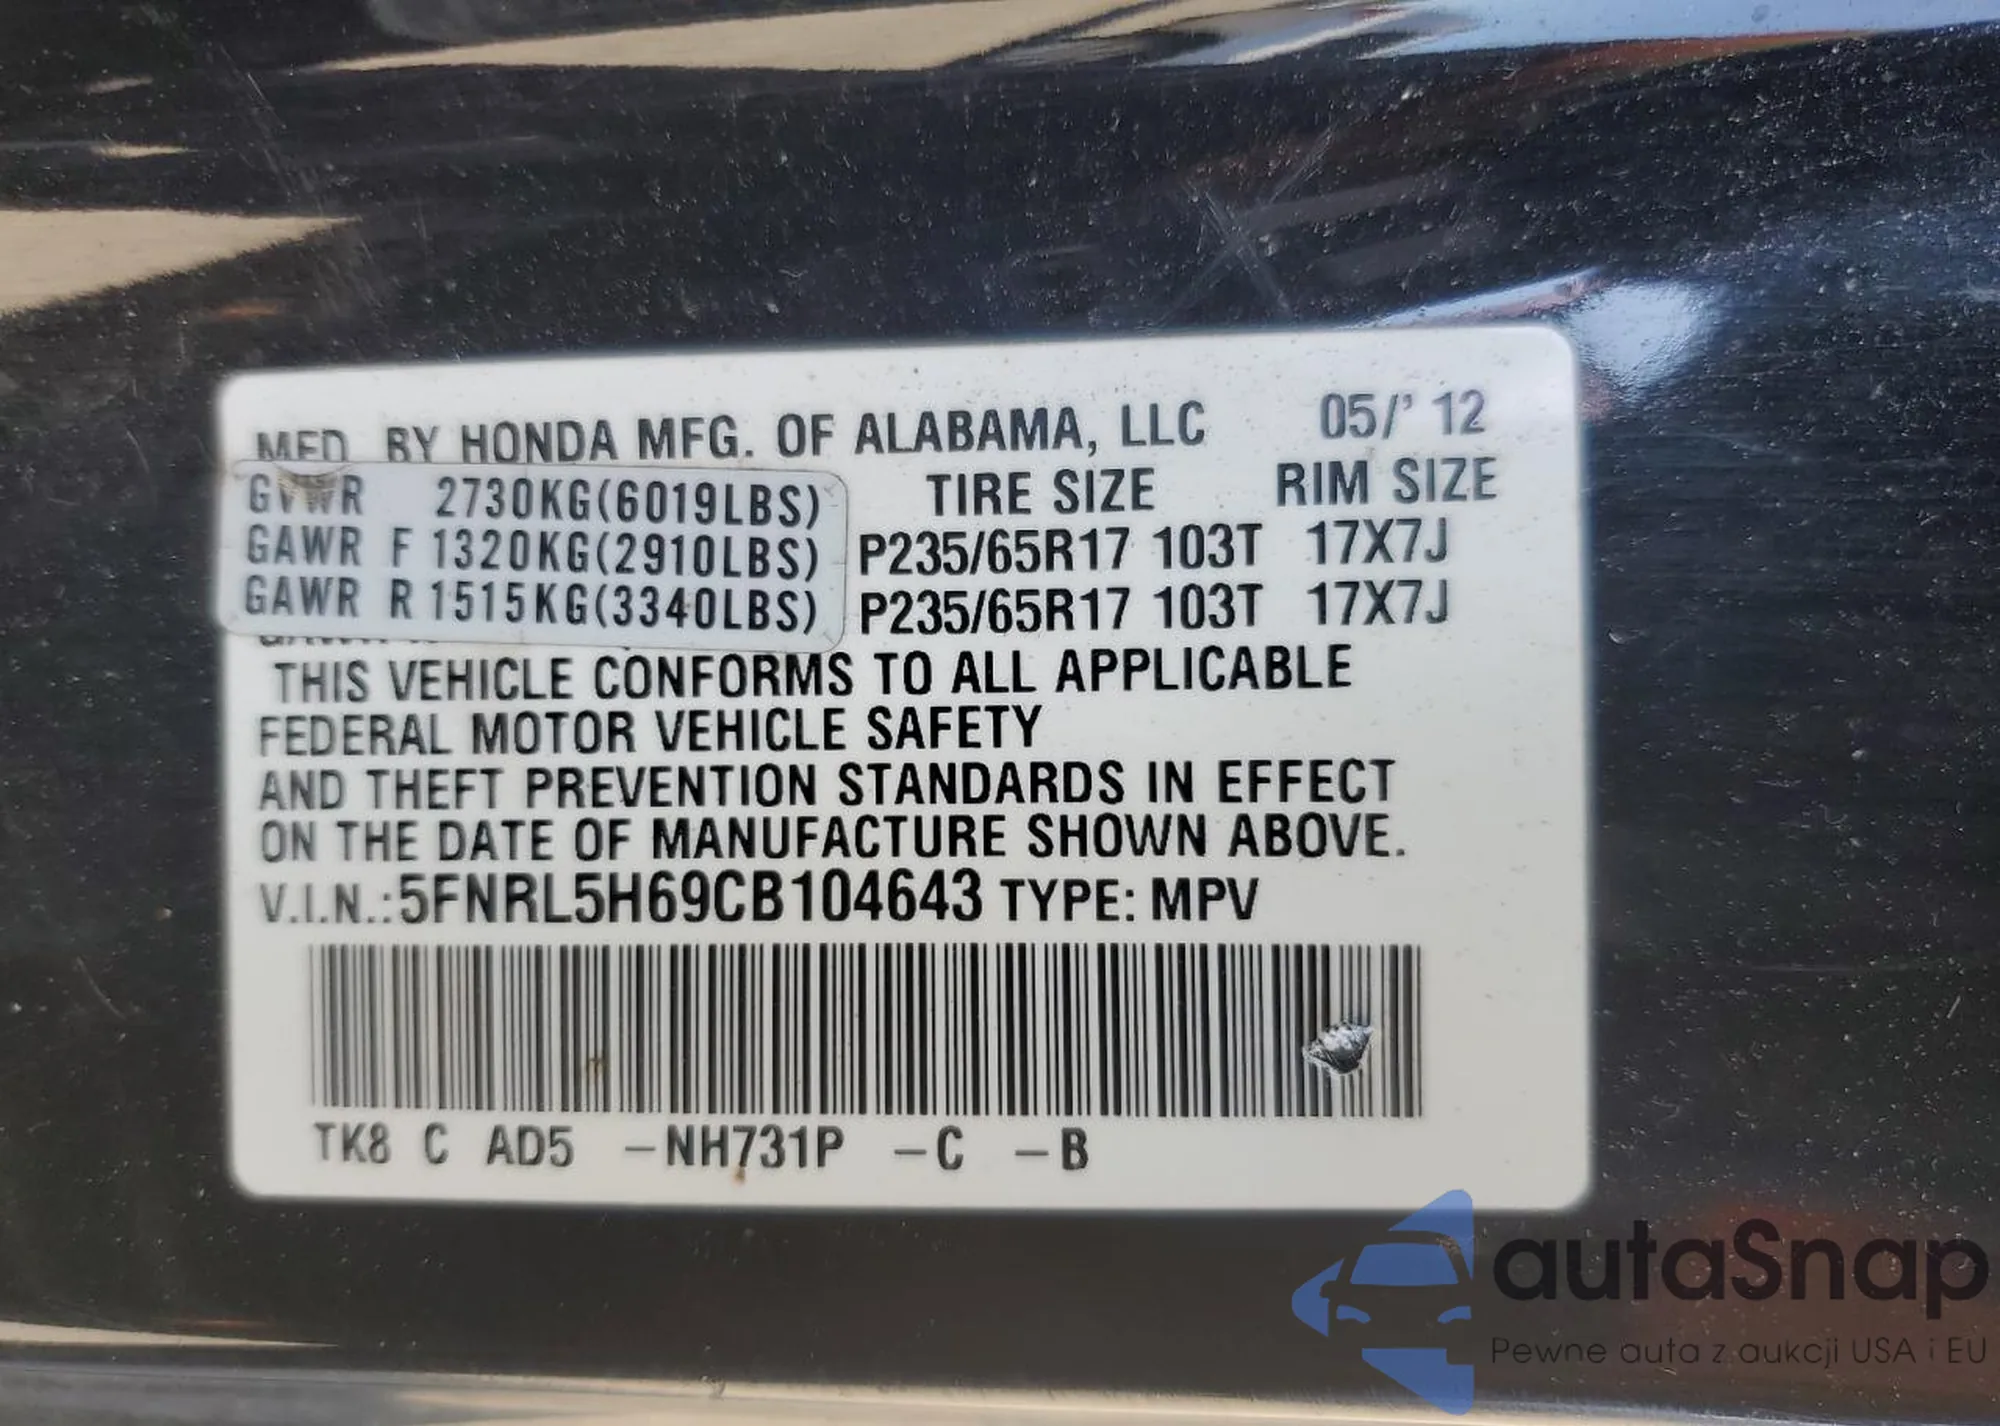 MFD BY HONDA MFG. OF ALABAMA, LLC 05/' 12
GVWR 2730KG(6019LBS) TIRE SIZE RIM SIZE
GAWR F 1320KG(2910LBS) P235/65R17 103T 17X7J
GAWR R 1515KG(3340LBS) P235/65R17 103T 17X7J
THIS VEHICLE CONFORMS TO ALL APPLICABLE
FEDERAL MOTOR VEHICLE SAFETY
AND THEFT PREVENTION STANDARDS IN EFFECT
ON THE DATE OF MANUFACTURE SHOWN ABOVE.
V.I.N.:5FNRL5H69CB104643 TYPE: MPV
TK8 C AD5 –NH731P –C –B
autaSnap
Pewne auta z aukcji USA i EU